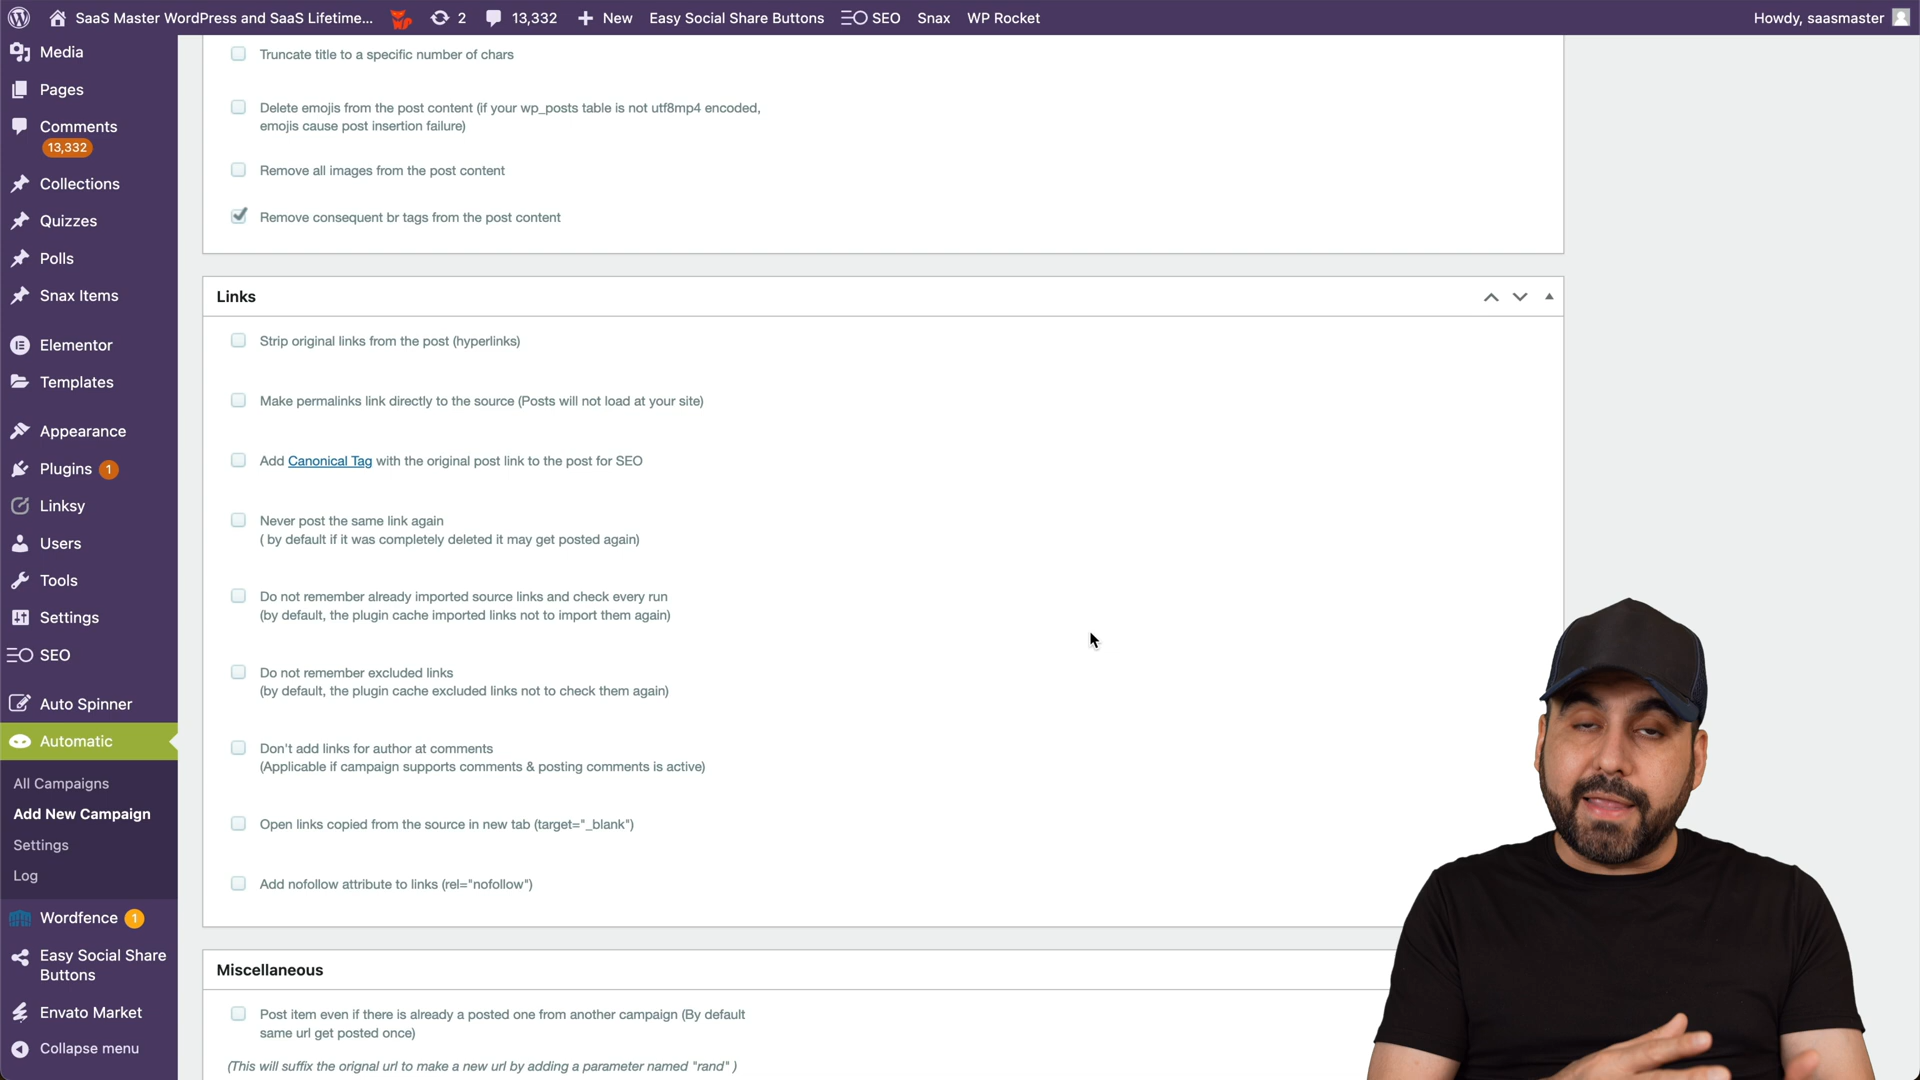 SaaS Master WordPress and SaaS Lifetime... 2 13,332 New Easy Social Share Buttons SEO Snax WP Rocket Howdy, saasmaster
Media
Pages
Comments
13,332
Collections
Quizzes
Polls
Snax Items
Elementor
Templates
Appearance
Plugins 1
Linksy
Users
Tools
Settings
SEO
Auto Spinner
Automatic
All Campaigns
Add New Campaign
Settings
Log
Wordfence 1
Easy Social Share
Buttons
Envato Market
Collapse menu
Truncate title to a specific number of chars
Delete emojis from the post content (if your wp_posts table is not utf8mp4 encoded,
emojis cause post insertion failure)
Remove all images from the post content
Remove consequent br tags from the post content
Links
Strip original links from the post (hyperlinks)
Make permalinks link directly to the source (Posts will not load at your site)
Add Canonical Tag with the original post link to the post for SEO
Never post the same link again
( by default if it was completely deleted it may get posted again)
Do not remember already imported source links and check every run
(by default, the plugin cache imported links not to import them again)
Do not remember excluded links
(by default, the plugin cache excluded links not to check them again)
Don't add links for author at comments
(Applicable if campaign supports comments & posting comments is active)
Open links copied from the source in new tab (target="_blank")
Add nofollow attribute to links (rel="nofollow")
Miscellaneous
Post item even if there is already a posted one from another campaign (By default
same url get posted once)
(This will suffix the orignal url to make a new url by adding a parameter named "rand" )